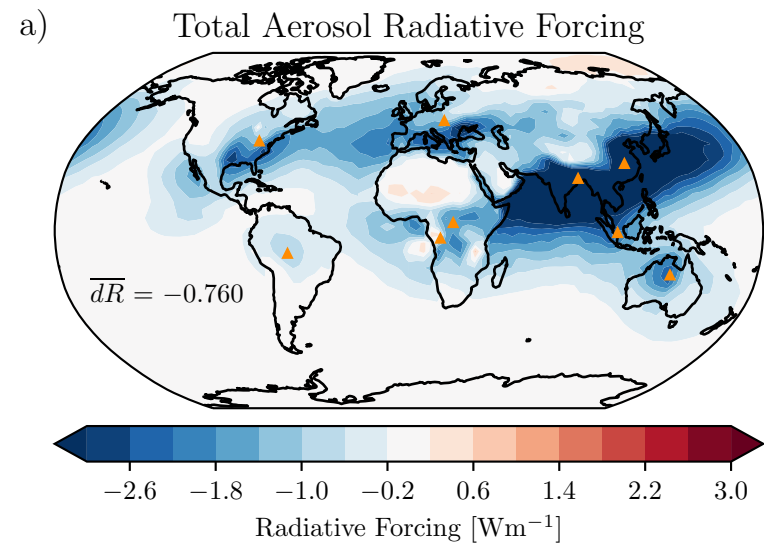 a)
Total Aerosol Radiative Forcing
$\overline{dR} = -0.760$
−2.6 −1.8 −1.0 −0.2 0.6 1.4 2.2 3.0
Radiative Forcing [Wm⁻¹]